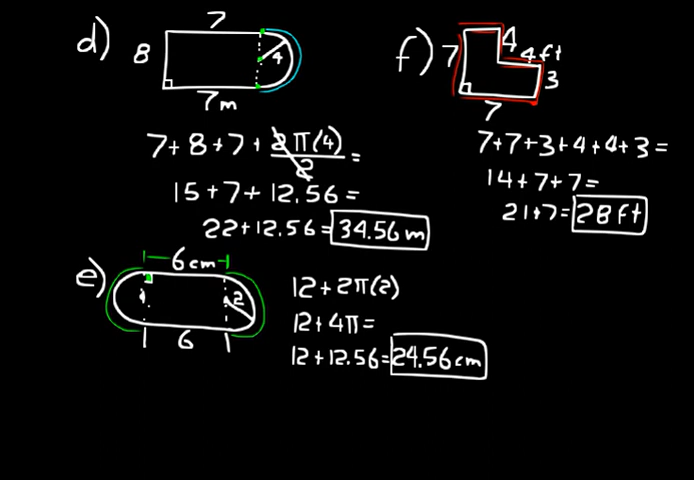 d) 7
8
4
7m
7+8+7+2π(4)/2=
15+7+12.56=
22+12.56=34.56m
e) 6cm
2
6
12+2π(2)
12+4π=
12+12.56=24.56cm
f) 7
4
4ft
3
7
7+7+3+4+4+3=
14+7+7=
21+7=28ft